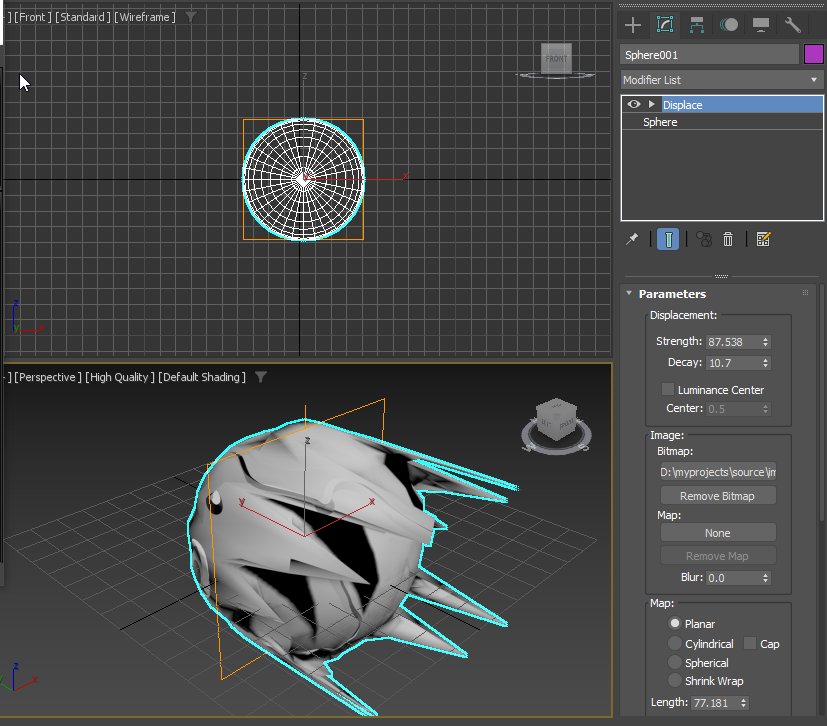 ] [Front ] [Standard ] [Wireframe ]
FRONT
z
x
z
y x
Sphere001
Modifier List
Displace
Sphere
Parameters
Displacement:
Strength: 87.538
Decay: 10.7
Luminance Center
Center: 0.5
Image:
Bitmap:
D:\myprojects\source\im
Remove Bitmap
Map:
None
Remove Map
Blur: 0.0
Map:
Planar
Cylindrical Cap
Spherical
Shrink Wrap
Length: 77.181
] [Perspective ] [High Quality ] [Default Shading ]
z
y
x
z
x